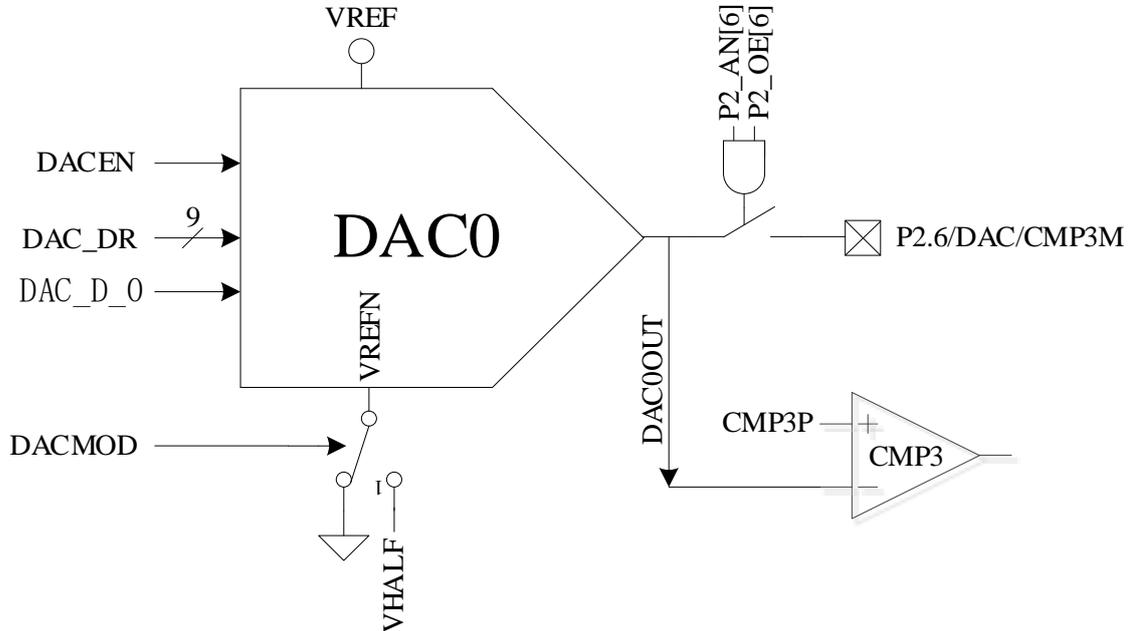 VREF
P2_AN[6]
P2_OE[6]
DACEN
9
DAC_DR
DAC0
P2.6/DAC/CMP3M
DAC_D_0
VREFN
DAC0OUT
CMP3P
+
CMP3
DACMOD
1
VHALF